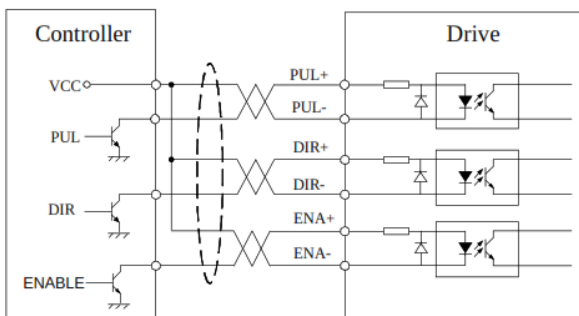 Controller
Drive
VCC
PUL+
PUL-
PUL
DIR+
DIR-
DIR
ENA+
ENA-
ENABLE